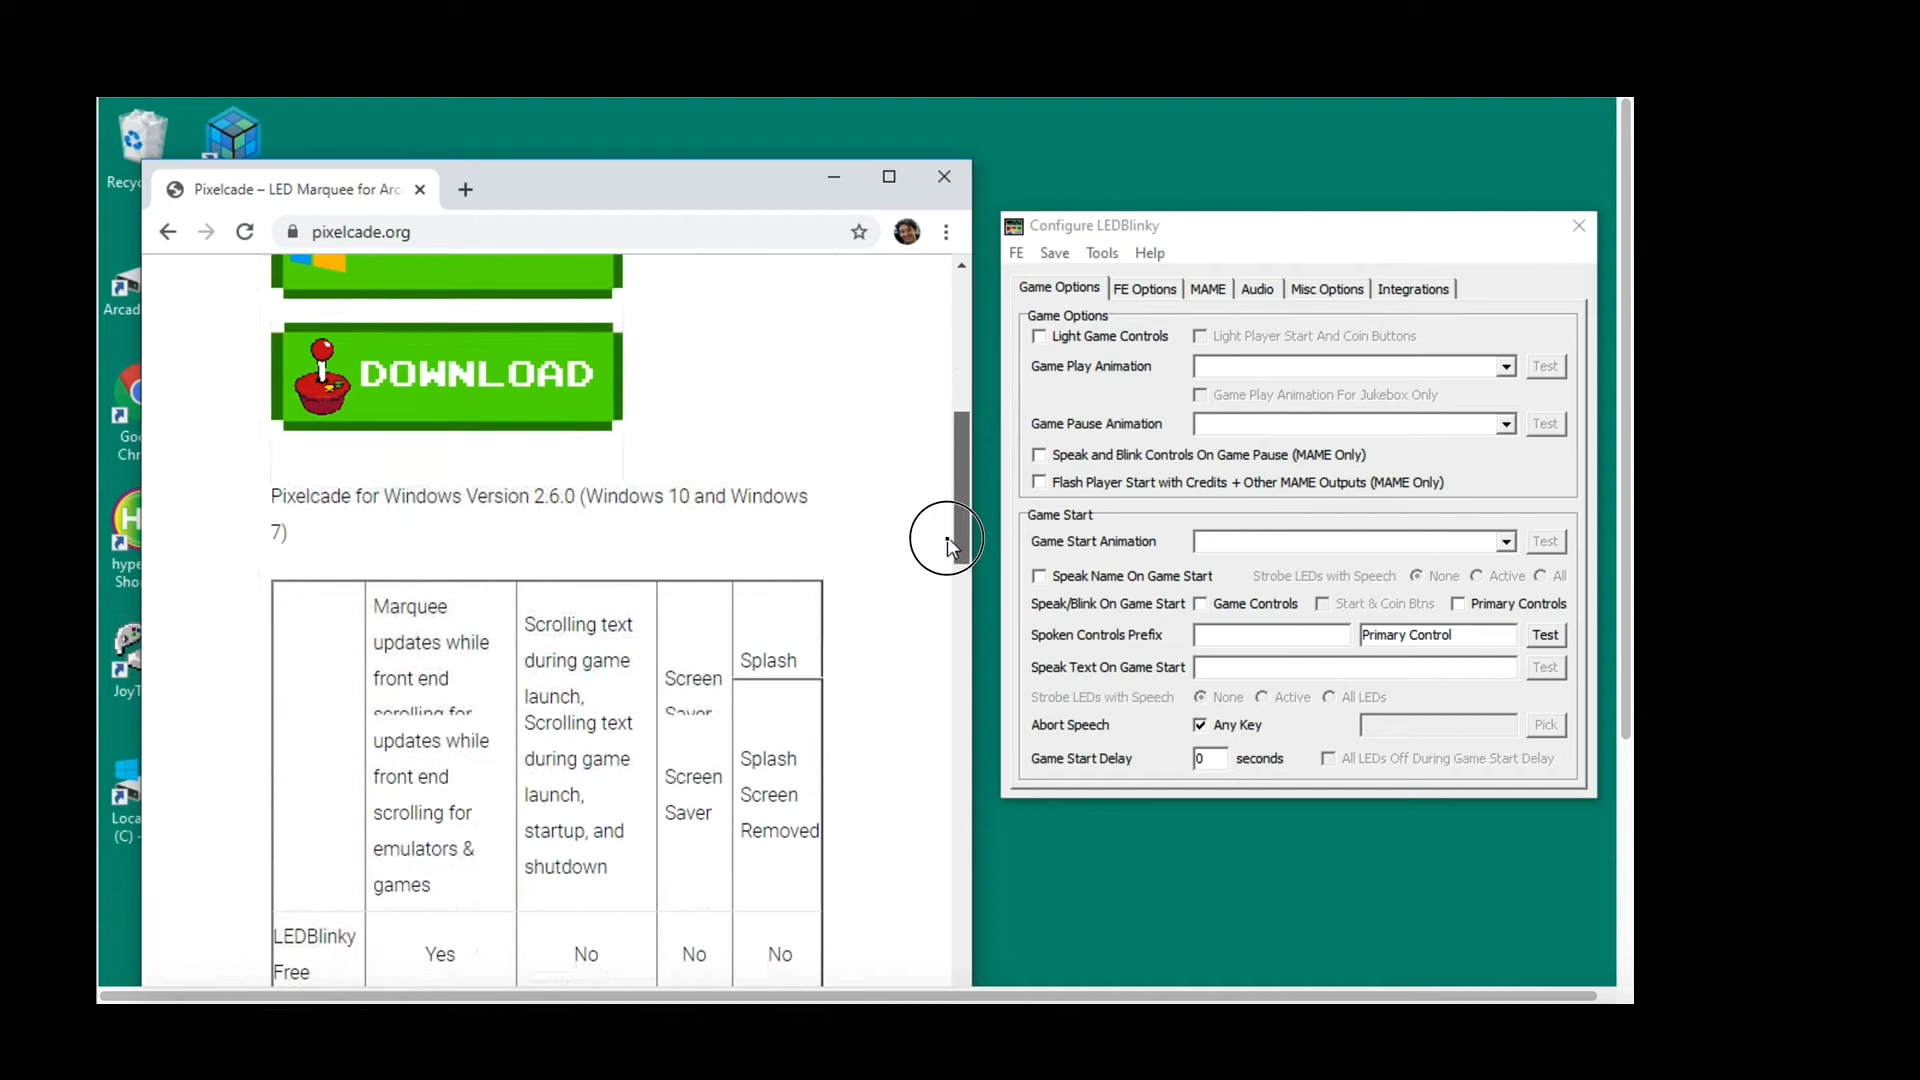 Recyc
Arcad
Goo
Chr
hype
Sho
JoyT
Loca
(C) -
Pixelcade – LED Marquee for Arc
pixelcade.org
DOWNLOAD
Pixelcade for Windows Version 2.6.0 (Windows 10 and Windows
7)
Marquee
updates while
front end
scrolling for
updates while
front end
scrolling for
emulators &
games
Scrolling text
during game
launch,
Scrolling text
during game
launch,
startup, and
shutdown
Screen
Saver
Screen
Saver
Splash
Splash
Screen
Removed
LEDBlinky
Free
Yes
No
No
No
Configure LEDBlinky
FE Save Tools Help
Game Options FE Options MAME Audio Misc Options Integrations
Game Options
Light Game Controls Light Player Start And Coin Buttons
Game Play Animation Test
Game Play Animation For Jukebox Only
Game Pause Animation Test
Speak and Blink Controls On Game Pause (MAME Only)
Flash Player Start with Credits + Other MAME Outputs (MAME Only)
Game Start
Game Start Animation Test
Speak Name On Game Start Strobe LEDs with Speech None Active All
Speak/Blink On Game Start Game Controls Start & Coin Btns Primary Controls
Spoken Controls Prefix Primary Control Test
Speak Text On Game Start Test
Strobe LEDs with Speech None Active All LEDs
Abort Speech Any Key Pick
Game Start Delay 0 seconds All LEDs Off During Game Start Delay